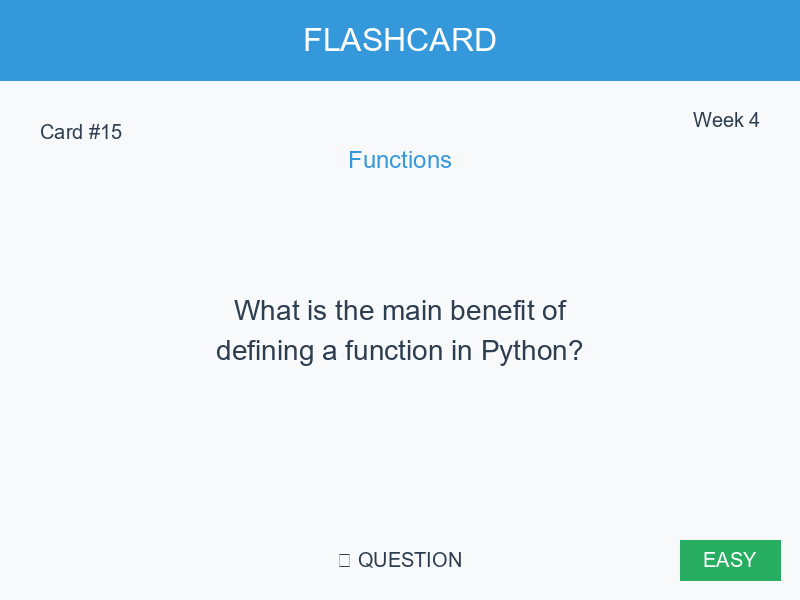 FLASHCARD
Card #15
Week 4
Functions
What is the main benefit of
defining a function in Python?
QUESTION
EASY